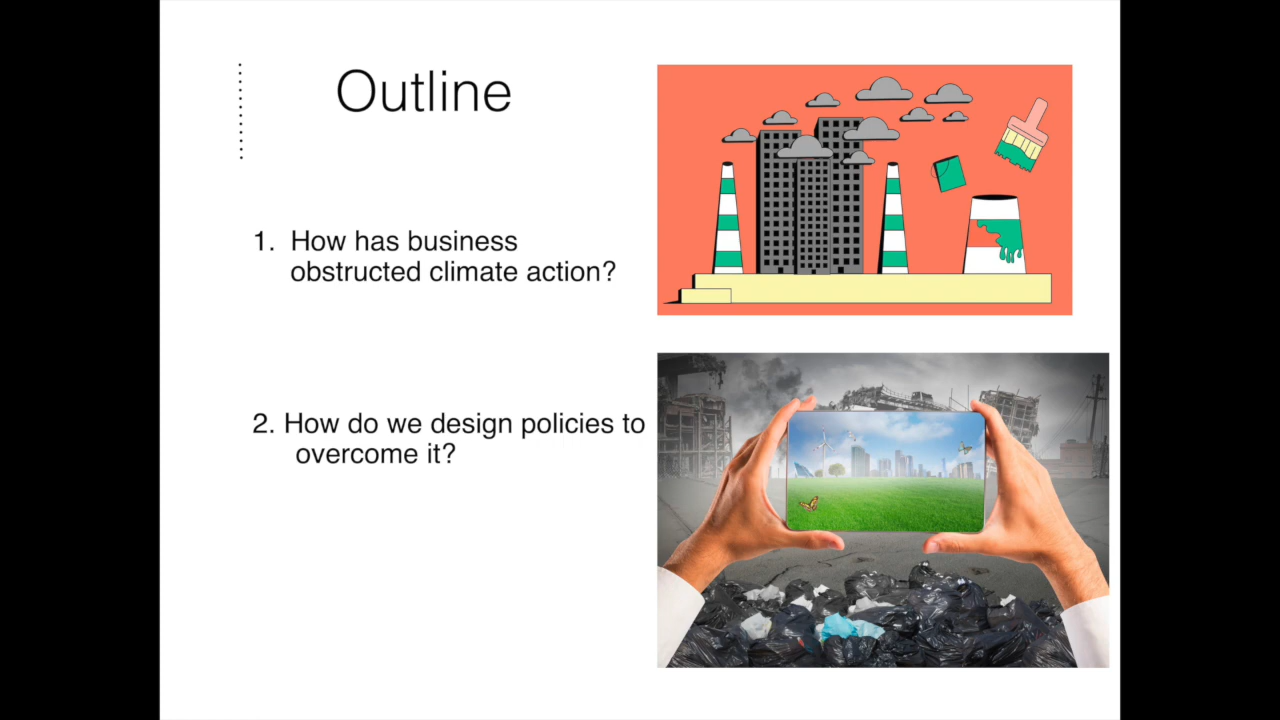 Outline
1. How has business
obstructed climate action?
2. How do we design policies to
overcome it?